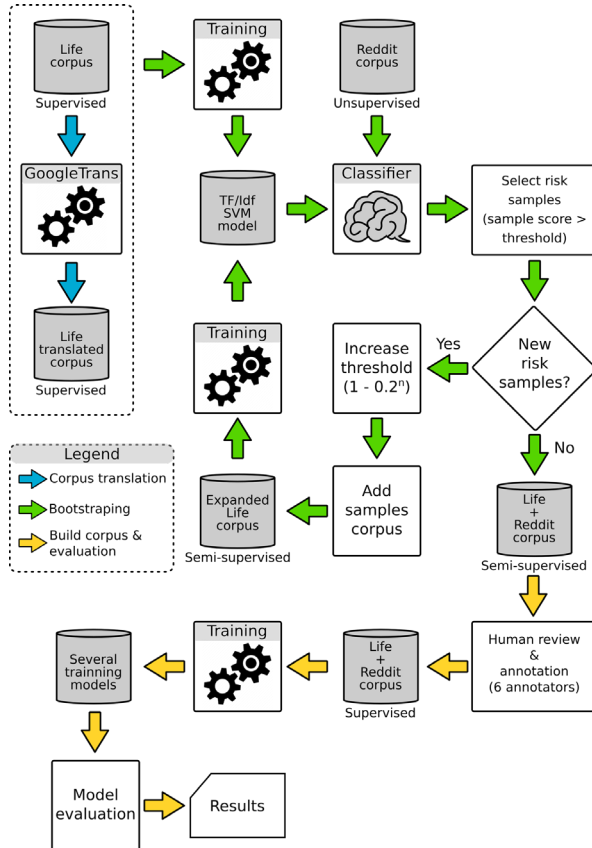 Life
corpus
Supervised
GoogleTrans
Life
translated
corpus
Supervised
Training
Reddit
corpus
Unsupervised
TF/Idf
SVM
model
Classifier
Select risk
samples
(sample score >
threshold)
Training
Increase
threshold
(1 - 0.2ⁿ)
Yes
New
risk
samples?
No
Legend
Corpus translation
Bootstraping
Build corpus &
evaluation
Expanded
Life
corpus
Semi-supervised
Add
samples
corpus
Life
+
Reddit
corpus
Semi-supervised
Several
trainning
models
Training
Life
+
Reddit
corpus
Supervised
Human review
&
annotation
(6 annotators)
Model
evaluation
Results